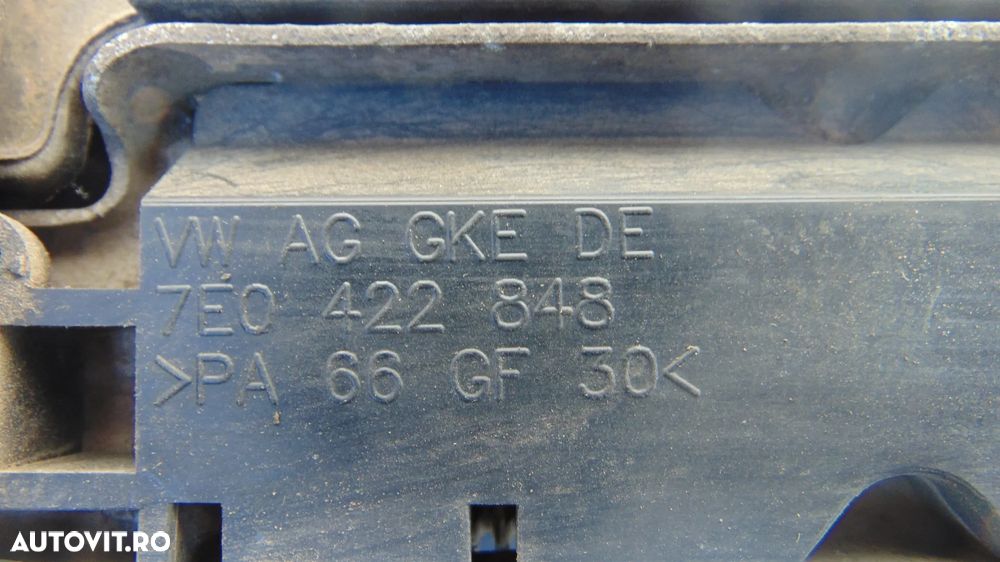 VW AG GKE DE
7E0 422 848
>PA 66 GF 30<
AUTOVIT.RO